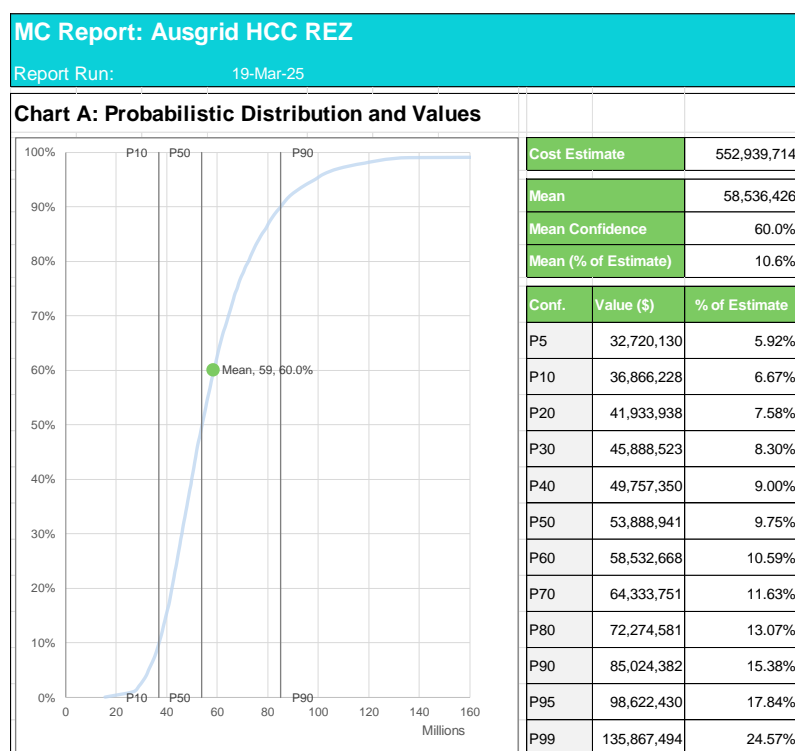 MC Report: Ausgrid HCC REZ
Report Run: 19-Mar-25
Chart A: Probabilistic Distribution and Values
100% P10 P50 P90
90%
80%
70%
60% Mean, 59, 60.0%
50%
40%
30%
20%
10%
0% P10 P50 P90
0 20 40 60 80 100 120 140 160
Millions
Cost Estimate 552,939,714
Mean 58,536,426
Mean Confidence 60.0%
Mean (% of Estimate) 10.6%
Conf. Value ($) % of Estimate
P5 32,720,130 5.92%
P10 36,866,228 6.67%
P20 41,933,938 7.58%
P30 45,888,523 8.30%
P40 49,757,350 9.00%
P50 53,888,941 9.75%
P60 58,532,668 10.59%
P70 64,333,751 11.63%
P80 72,274,581 13.07%
P90 85,024,382 15.38%
P95 98,622,430 17.84%
P99 135,867,494 24.57%